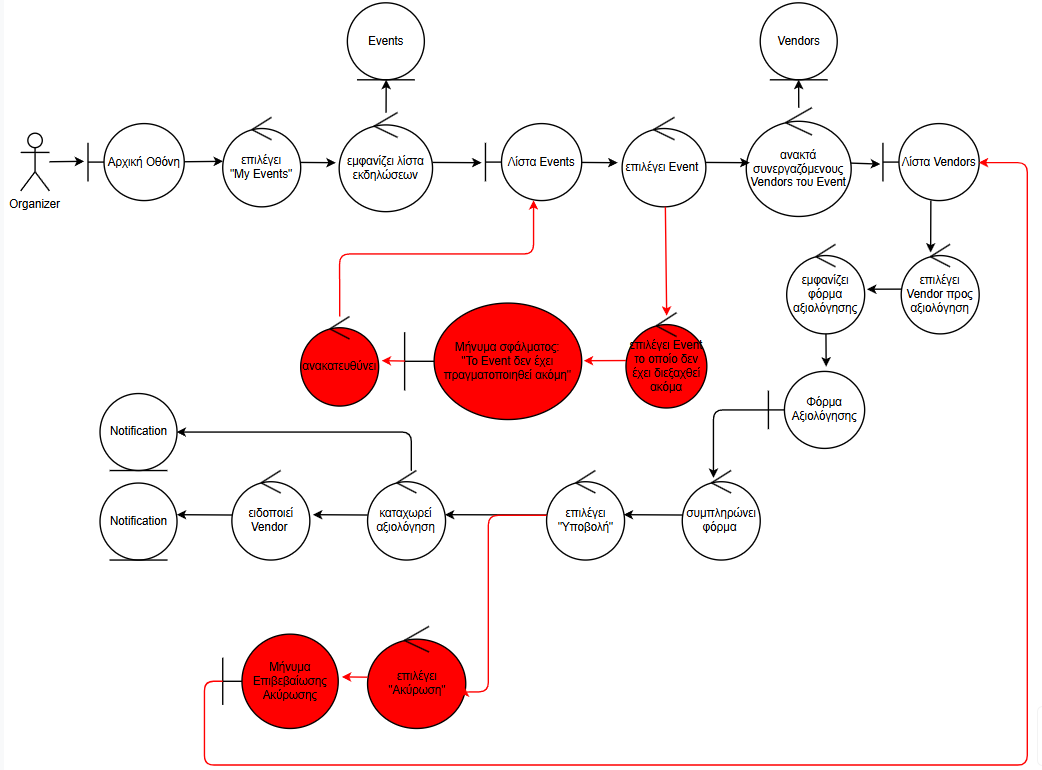 Events
Vendors
Organizer
Αρχική Οθόνη
επιλέγει
"My Events"
εμφανίζει λίστα
εκδηλώσεων
Λίστα Events
επιλέγει Event
ανακτά
συνεργαζόμενους
Vendors του Event
Λίστα Vendors
εμφανίζει
φόρμα
αξιολόγησης
επιλέγει
Vendor προς
αξιολόγηση
ανακατευθύνει
Μήνυμα σφάλματος:
"Το Event δεν έχει
πραγματοποιηθεί ακόμη"
επιλέγει Event
το οποίο δεν
έχει διεξαχθεί
ακόμα
Φόρμα
Αξιολόγησης
Notification
Notification
ειδοποιεί
Vendor
καταχωρεί
αξιολόγηση
επιλέγει
"Υποβολή"
συμπληρώνει
φόρμα
Μήνυμα
Επιβεβαίωσης
Ακύρωσης
επιλέγει
"Ακύρωση"